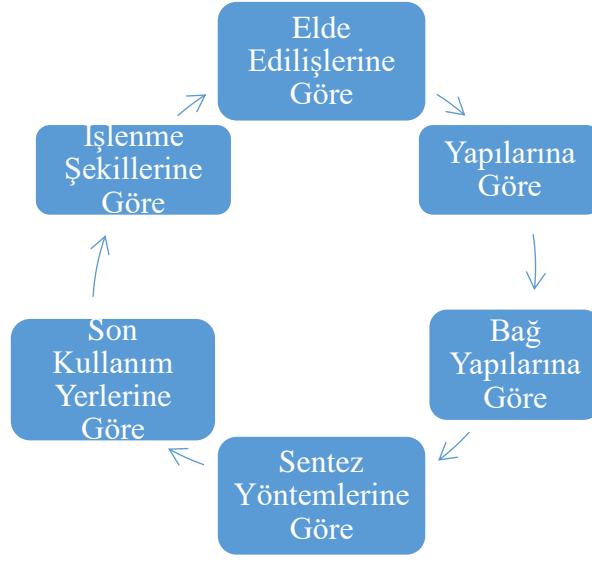 Elde
Edilişlerine
Göre
Yapılarına
Göre
Bağ
Yapılarına
Göre
Sentez
Yöntemlerine
Göre
Son
Kullanım
Yerlerine
Göre
İşlenme
Şekillerine
Göre